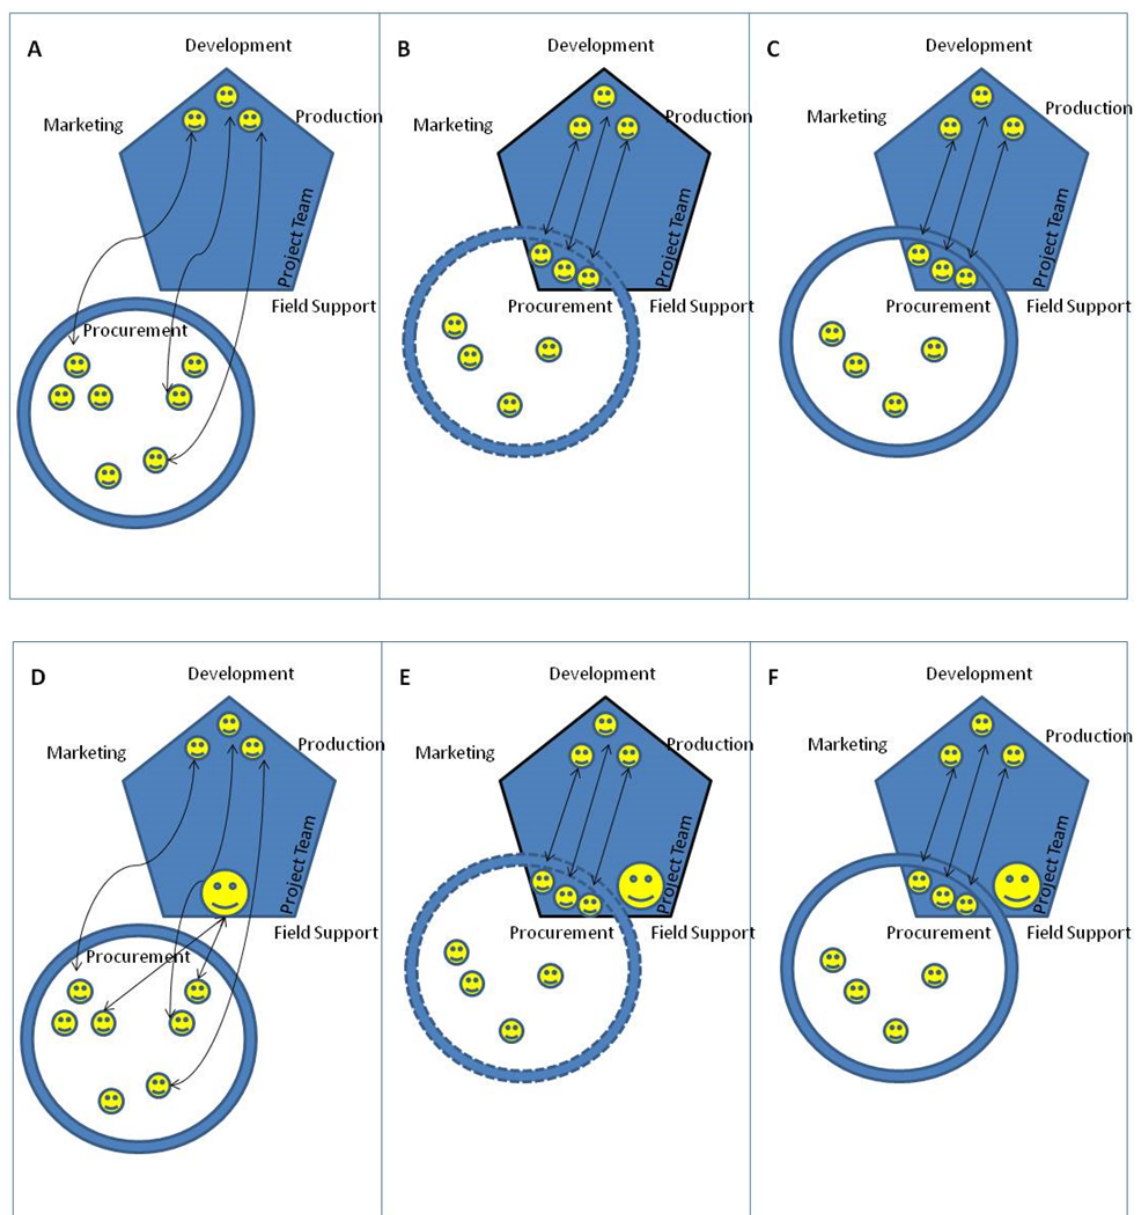 A
Development
Marketing
Production
Project Team
Field Support
Procurement
B
Development
Marketing
Production
Project Team
Procurement
Field Support
C
Development
Marketing
Production
Project Team
Procurement
Field Support
D
Development
Marketing
Production
Project Team
Field Support
Procurement
E
Development
Marketing
Production
Project Team
Procurement
Field Support
F
Development
Marketing
Production
Project Team
Procurement
Field Support